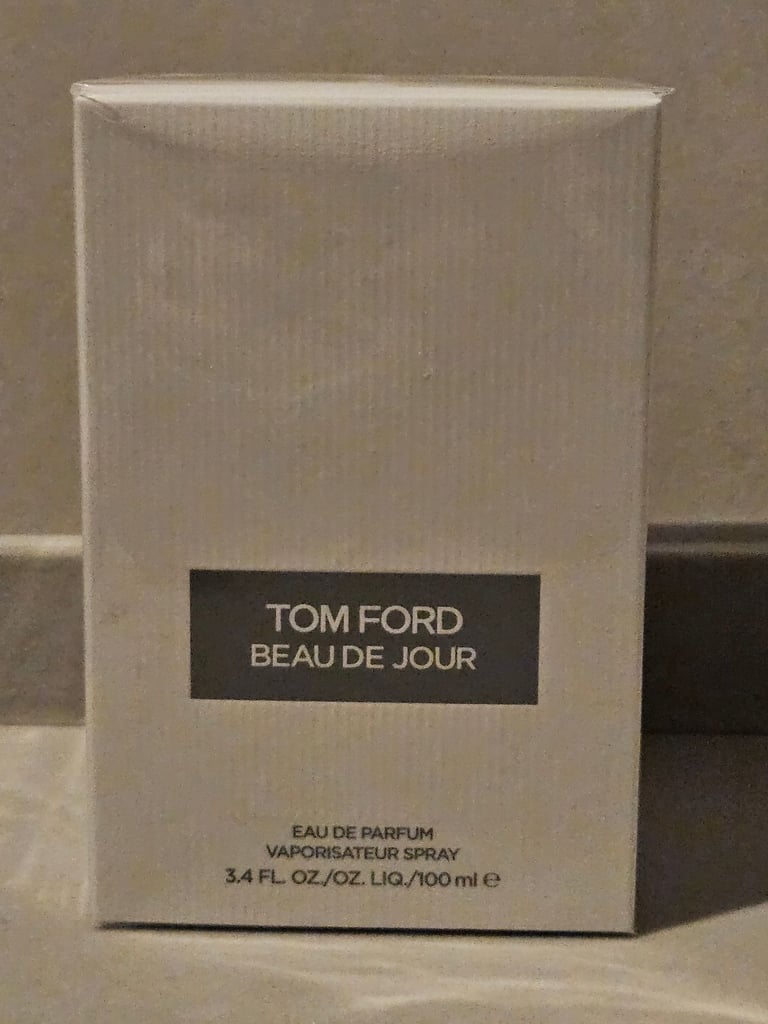 TOM FORD
BEAU DE JOUR
EAU DE PARFUM
VAPORISATEUR SPRAY
3.4 FL. OZ./OZ. LIQ./100 ml ℮